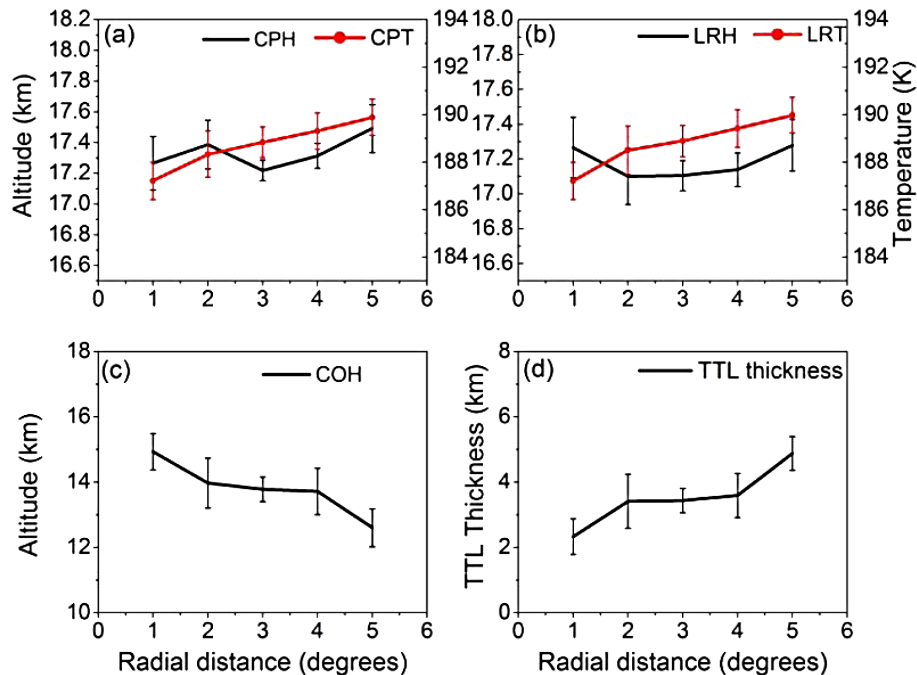 (a) CPH CPT
18.2
18.0
17.8
17.6
17.4
17.2
17.0
16.8
16.6
Altitude (km)
194
192
190
188
186
184
0 1 2 3 4 5 6
(b) LRH LRT
18.0
17.8
17.6
17.4
17.2
17.0
16.8
16.6
194
192
190
188
186
184
Temperature (K)
0 1 2 3 4 5 6
(c) COH
18
16
14
12
10
Altitude (km)
0 1 2 3 4 5 6
Radial distance (degrees)
(d) TTL thickness
8
6
4
2
0
TTL Thickness (km)
0 1 2 3 4 5 6
Radial distance (degrees)